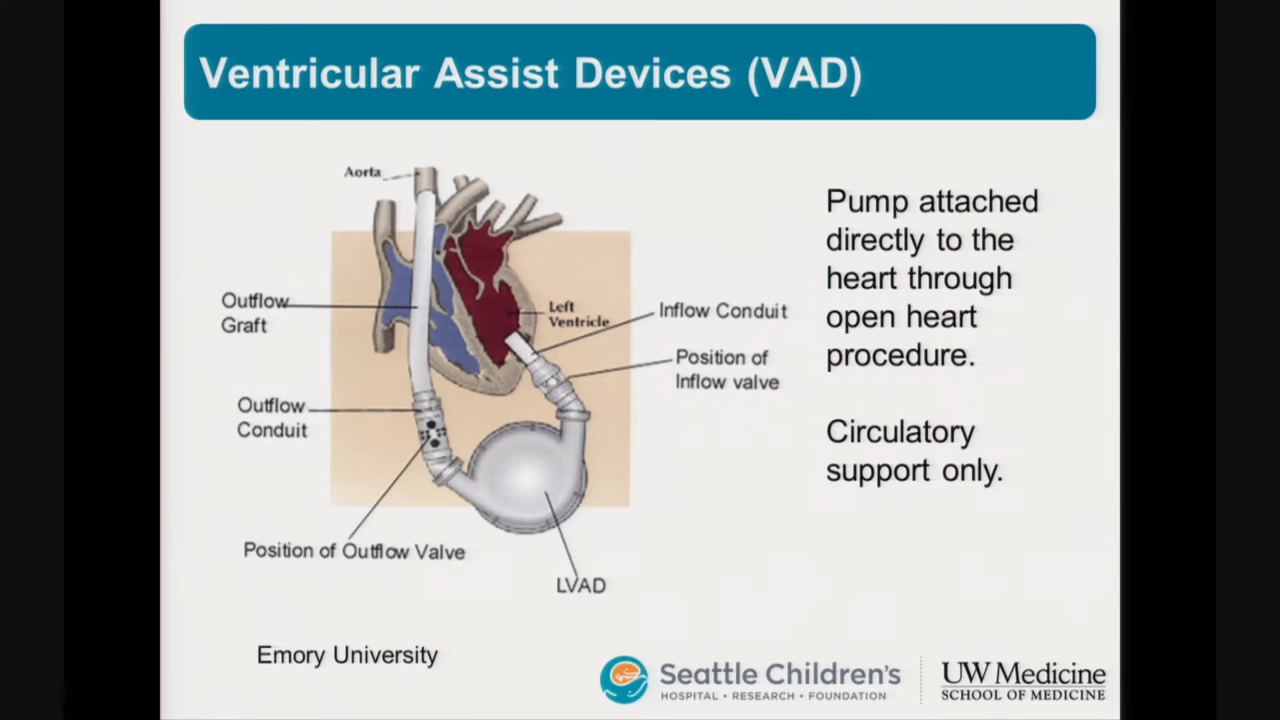 Ventricular Assist Devices (VAD)
Aorta
Outflow
Graft
Left
Ventricle
Inflow Conduit
Position of
Inflow valve
Outflow
Conduit
Position of Outflow Valve
LVAD
Pump attached
directly to the
heart through
open heart
procedure.
Circulatory
support only.
Emory University
Seattle Children's
HOSPITAL • RESEARCH • FOUNDATION
UW Medicine
SCHOOL OF MEDICINE